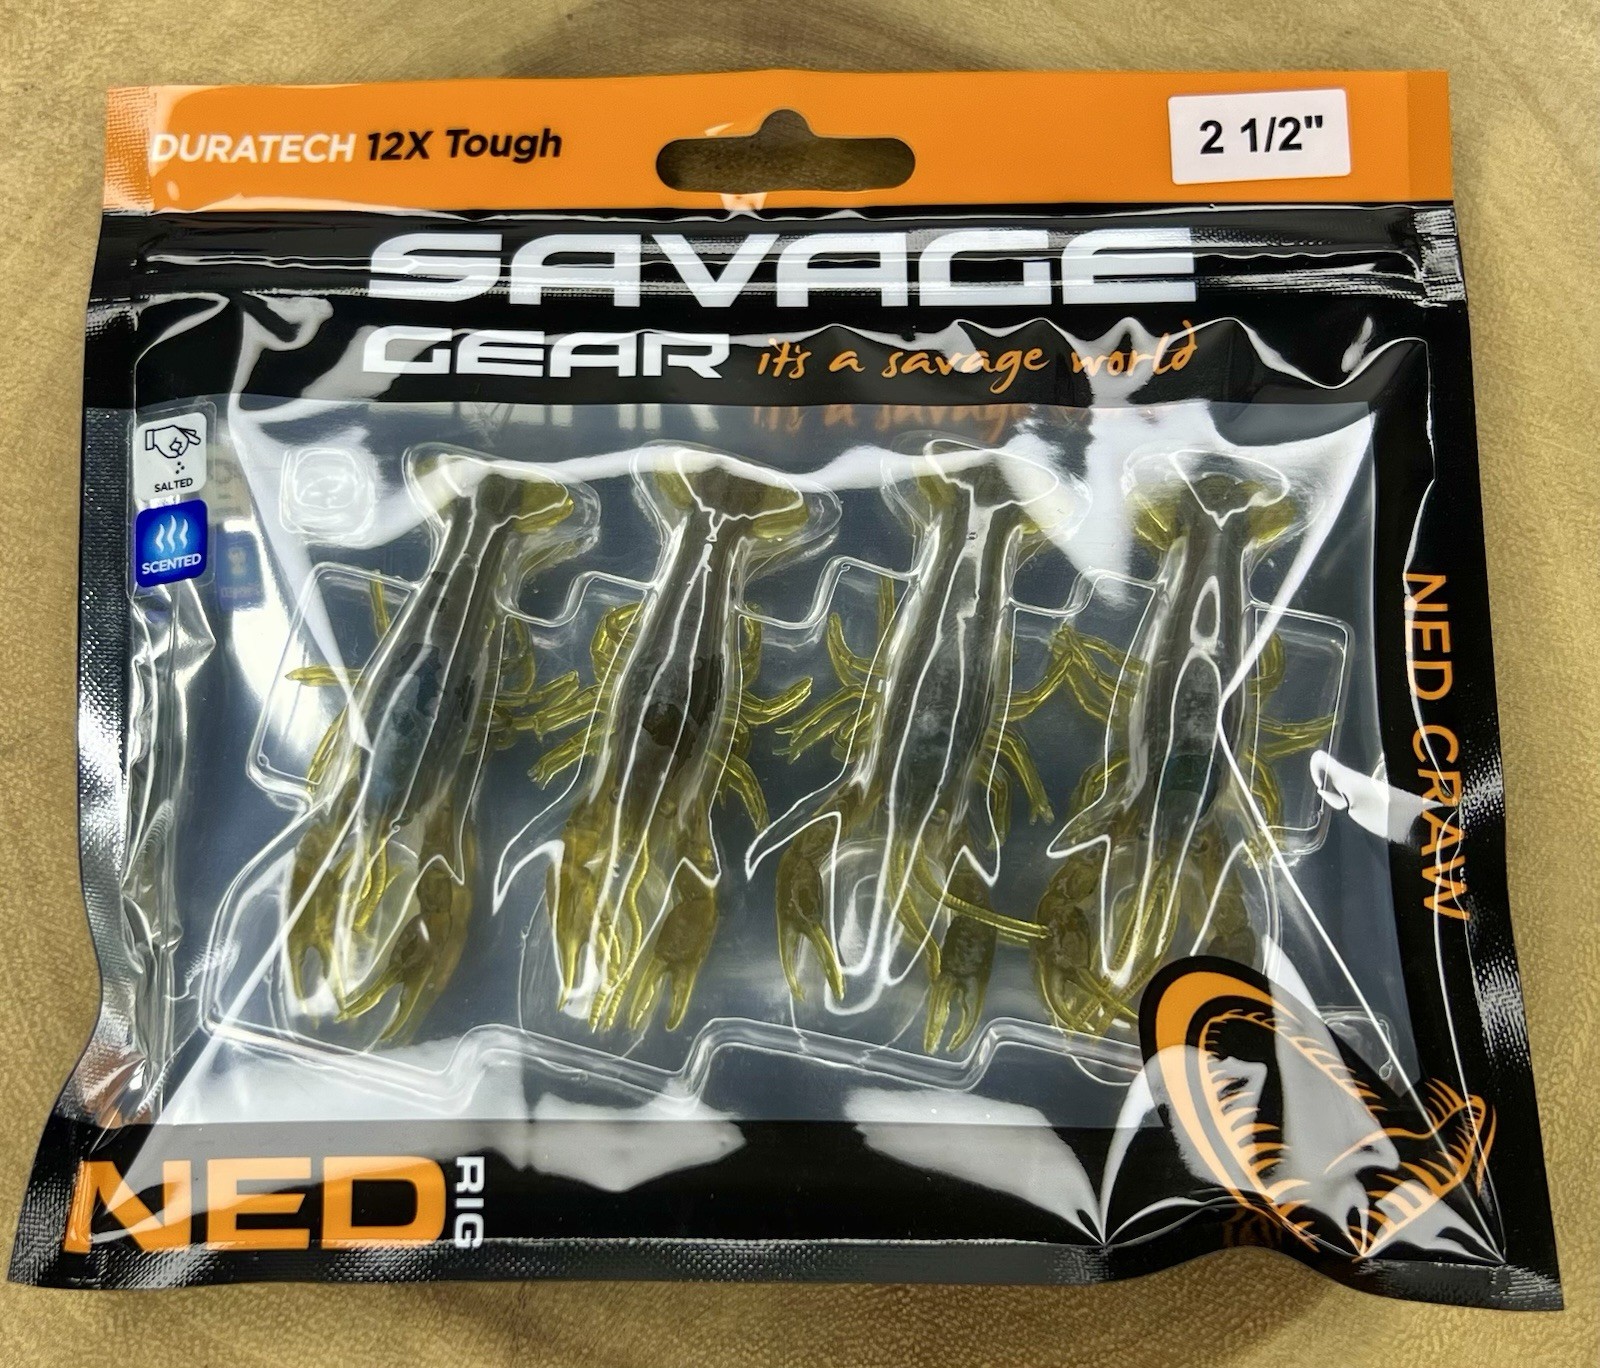 DURATECH 12X Tough
2 1/2"
SAVAGE
GEAR it's a savage world
SALTED
SCENTED
NED CRAW
NED RIG